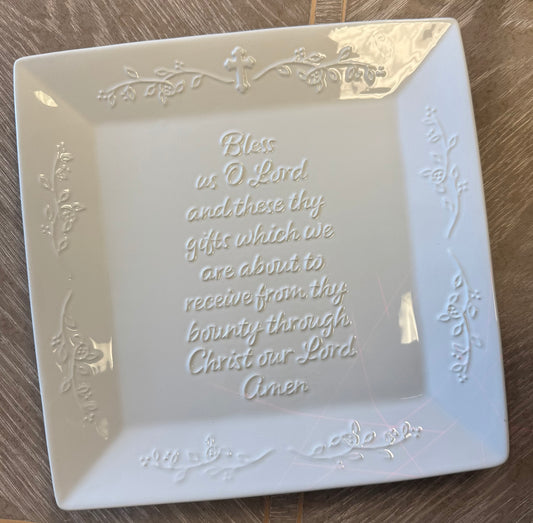 Bless
us O Lord
and these thy
gifts which we
are about to
receive from thy
bounty through
Christ our Lord
Amen